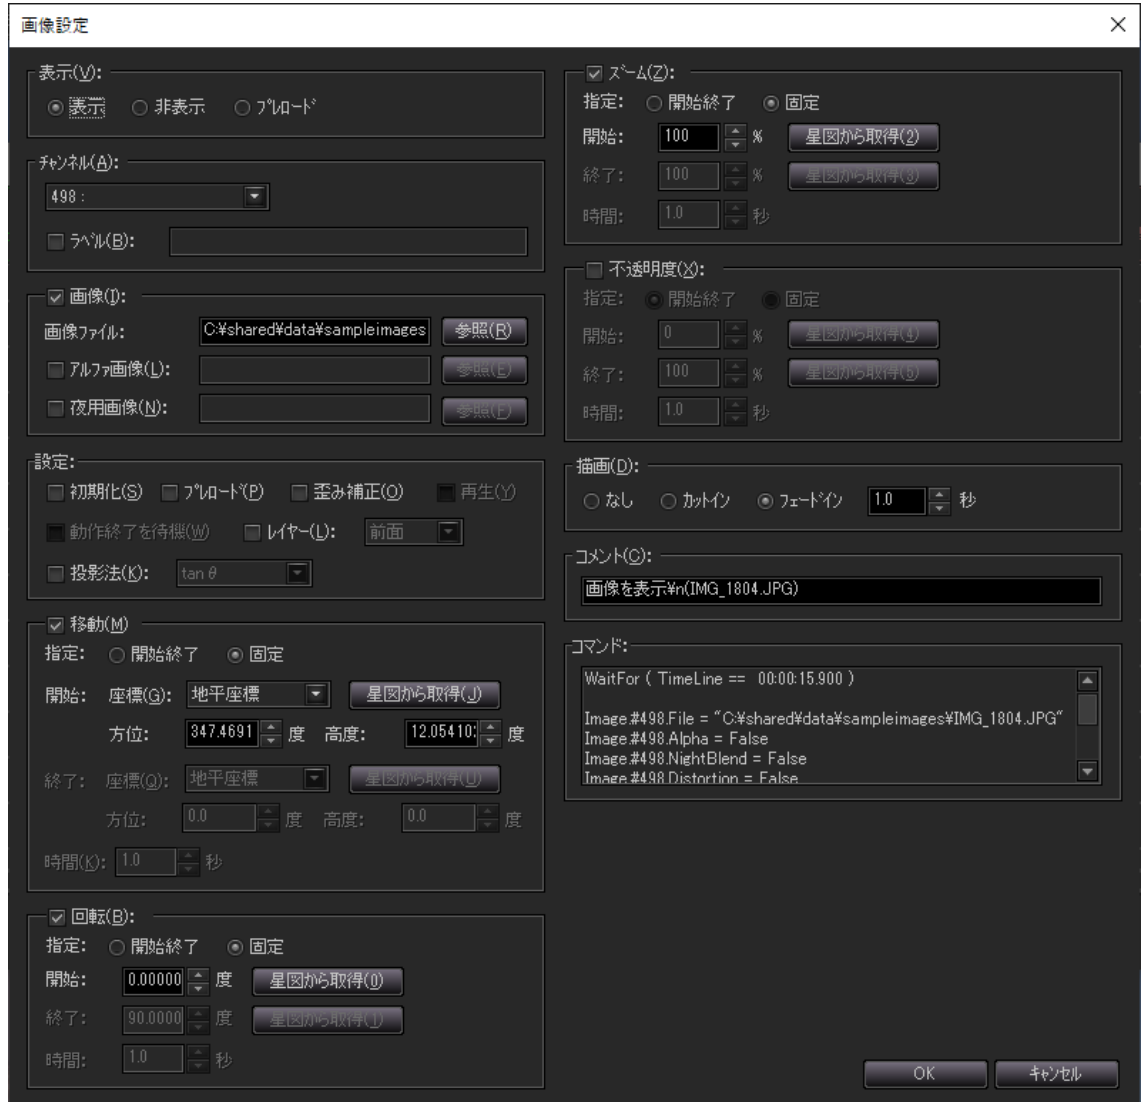 画像設定
表示(V):
表示 非表示 プレロード
チャンネル(A):
498 :
ラベル(B):
画像(I):
画像ファイル: C:¥shared¥data¥sampleimages 参照(R)
アルファ画像(L): 参照(E)
夜用画像(N): 参照(F)
設定:
初期化(S) プレロード(P) 歪み補正(O) 再生(Y)
動作終了を待機(W) レイヤー(L): 前面
投影法(K): tan θ
移動(M)
指定: 開始終了 固定
開始: 座標(G): 地平座標 星図から取得(J)
方位: 347.4691 度 高度: 12.05410 度
終了: 座標(Q): 地平座標 星図から取得(U)
方位: 0.0 度 高度: 0.0 度
時間(K): 1.0 秒
回転(B):
指定: 開始終了 固定
開始: 0.00000 度 星図から取得(0)
終了: 90.0000 度 星図から取得(1)
時間: 1.0 秒
ズーム(Z):
指定: 開始終了 固定
開始: 100 % 星図から取得(2)
終了: 100 % 星図から取得(3)
時間: 1.0 秒
不透明度(X):
指定: 開始終了 固定
開始: 0 % 星図から取得(4)
終了: 100 % 星図から取得(5)
時間: 1.0 秒
描画(D):
なし カットイン フェードイン 1.0 秒
コメント(C):
画像を表示¥n(IMG_1804.JPG)
コマンド:
WaitFor ( TimeLine == 00:00:15.900 )
Image.#498.File = "C:¥shared¥data¥sampleimages¥IMG_1804.JPG"
Image.#498.Alpha = False
Image.#498.NightBlend = False
Image.#498.Distortion = False
OK キャンセル